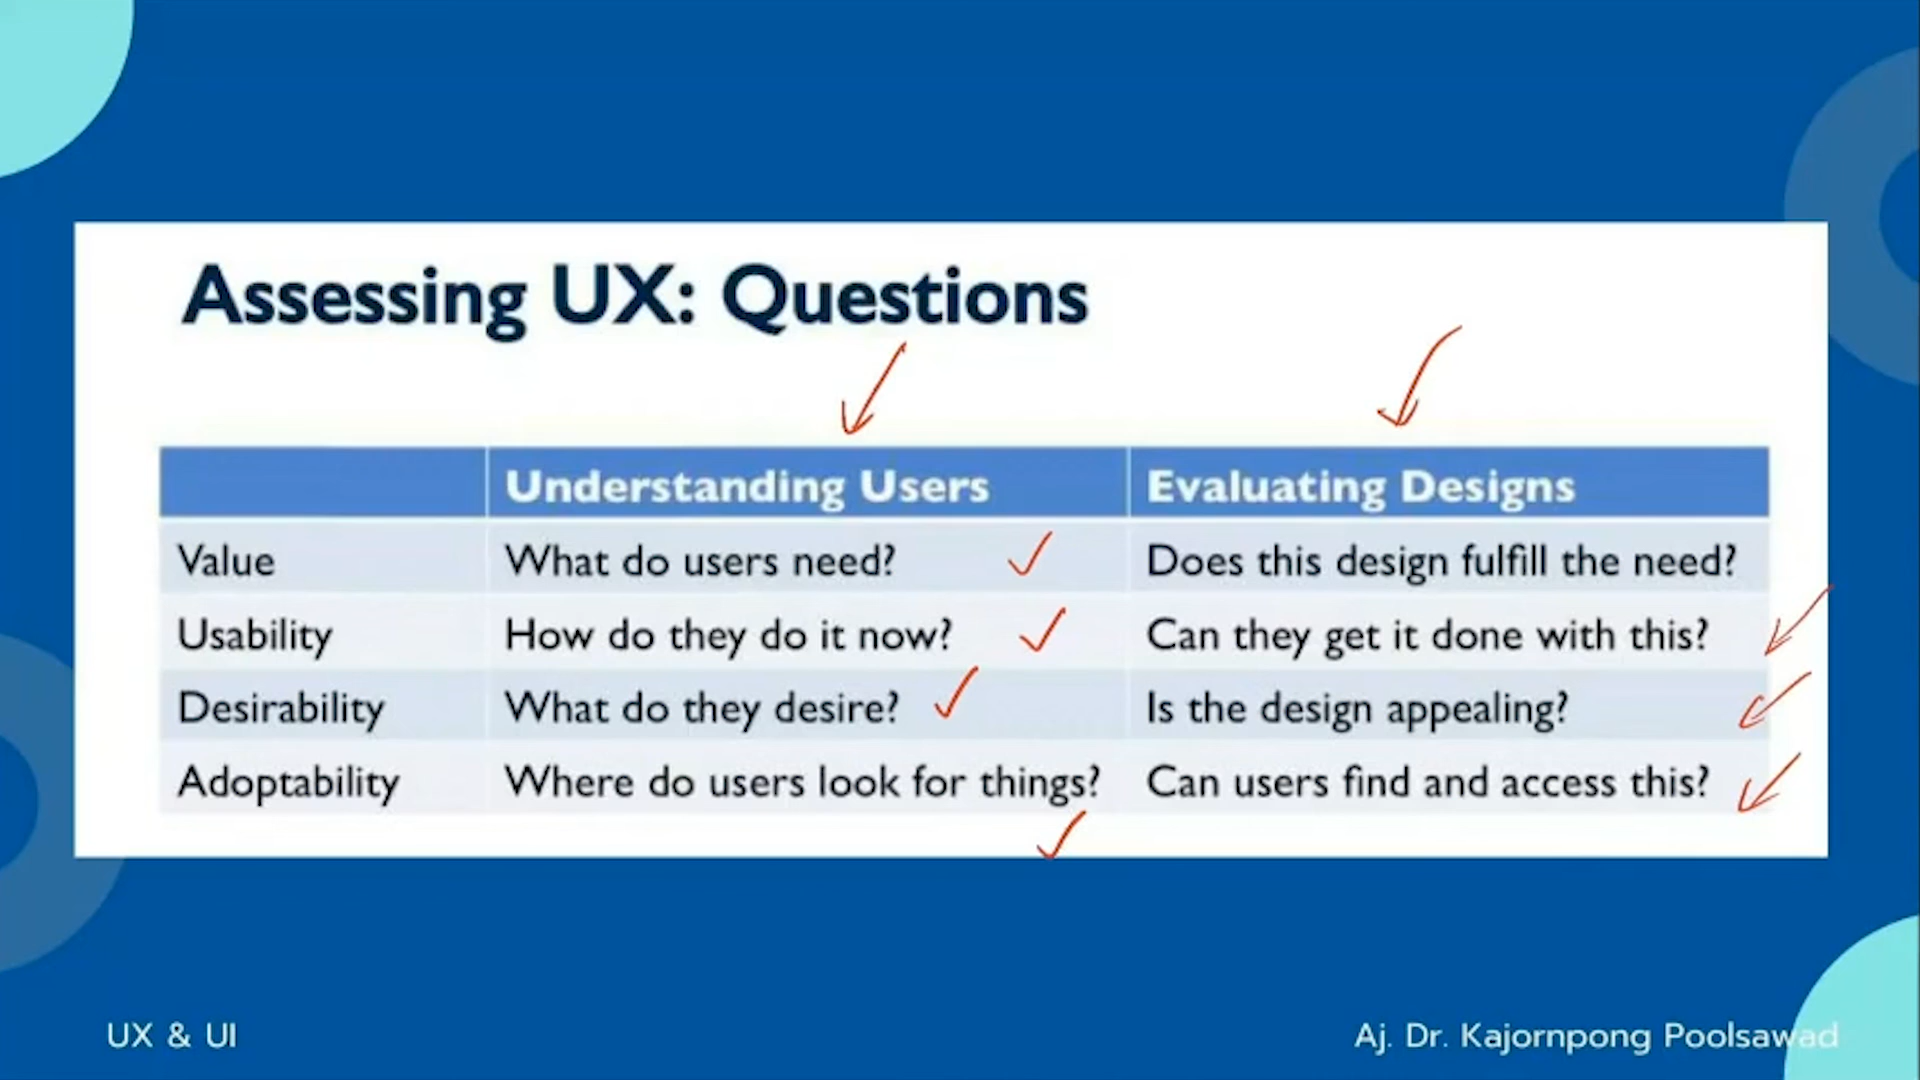 Assessing UX: Questions
Understanding Users Evaluating Designs
Value What do users need? Does this design fulfill the need?
Usability How do they do it now? Can they get it done with this?
Desirability What do they desire? Is the design appealing?
Adoptability Where do users look for things? Can users find and access this?
UX & UI
Aj. Dr. Kajornpong Poolsawad